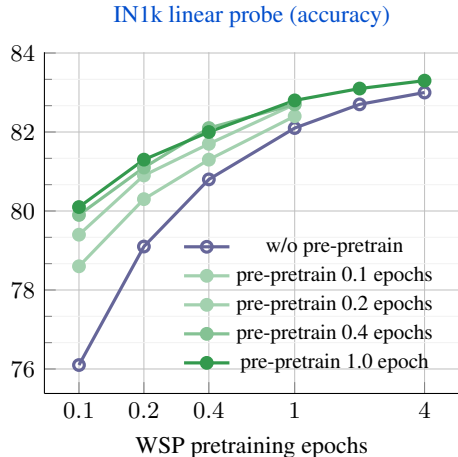 IN1k linear probe (accuracy)
84
82
80
78
76
w/o pre-pretrain
pre-pretrain 0.1 epochs
pre-pretrain 0.2 epochs
pre-pretrain 0.4 epochs
pre-pretrain 1.0 epoch
0.1 0.2 0.4 1 4
WSP pretraining epochs